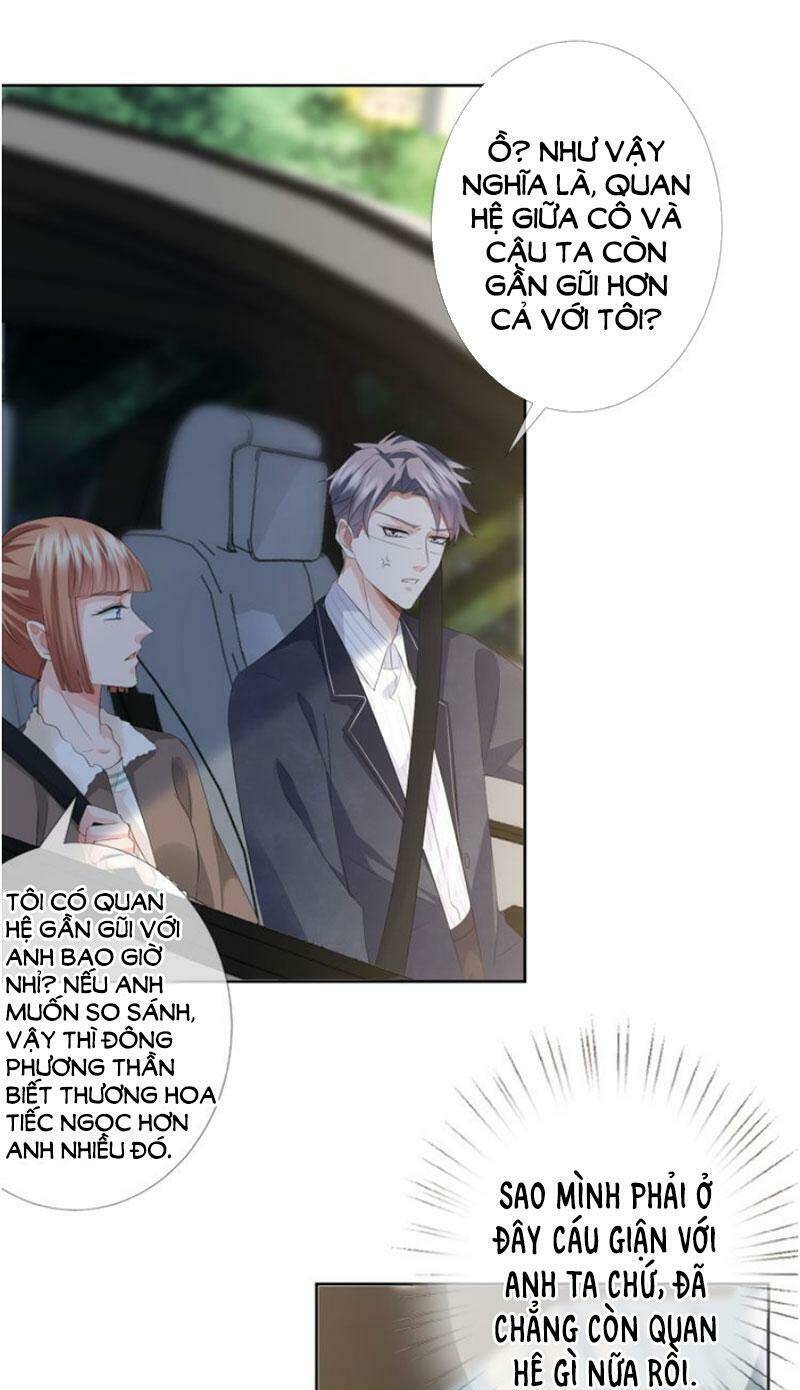 Ồ? NHƯ VẬY
NGHĨA LÀ, QUAN
HỆ GIỮA CÔ VÀ
CẬU TA CÒN
GẦN GŨI HƠN
CẢ VỚI TÔI?
TÔI CÓ QUAN
HỆ GẦN GŨI VỚI
ANH BAO GIỜ
NHỈ? NẾU ANH
MUỐN SO SÁNH,
VẬY THÌ ĐÔNG
PHƯƠNG THẦN
BIẾT THƯƠNG HOA
TIẾC NGỌC HƠN
ANH NHIỀU ĐÓ.
SAO MÌNH PHẢI Ở
ĐÂY CÁU GIẬN VỚI
ANH TA CHỨ, ĐÃ
CHẲNG CÒN QUAN
HỆ GÌ NỮA RỒI.